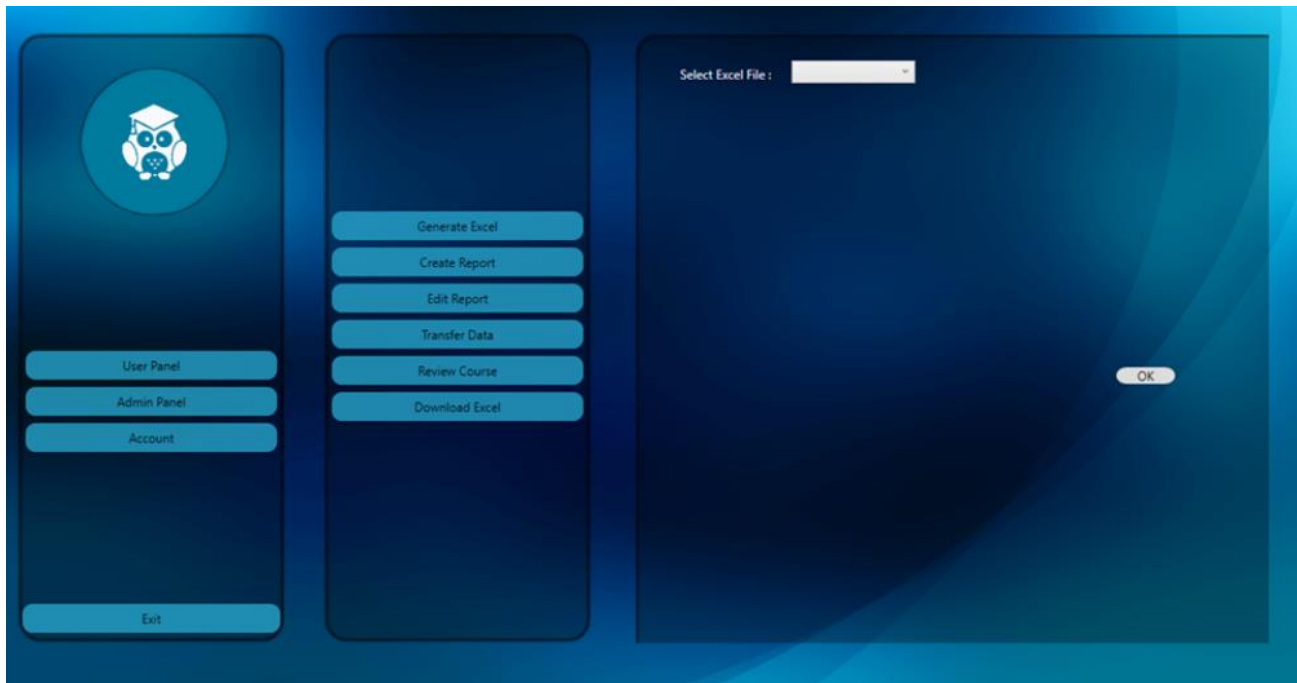 User Panel
Admin Panel
Account
Exit
Generate Excel
Create Report
Edit Report
Transfer Data
Review Course
Download Excel
Select Excel File :
OK